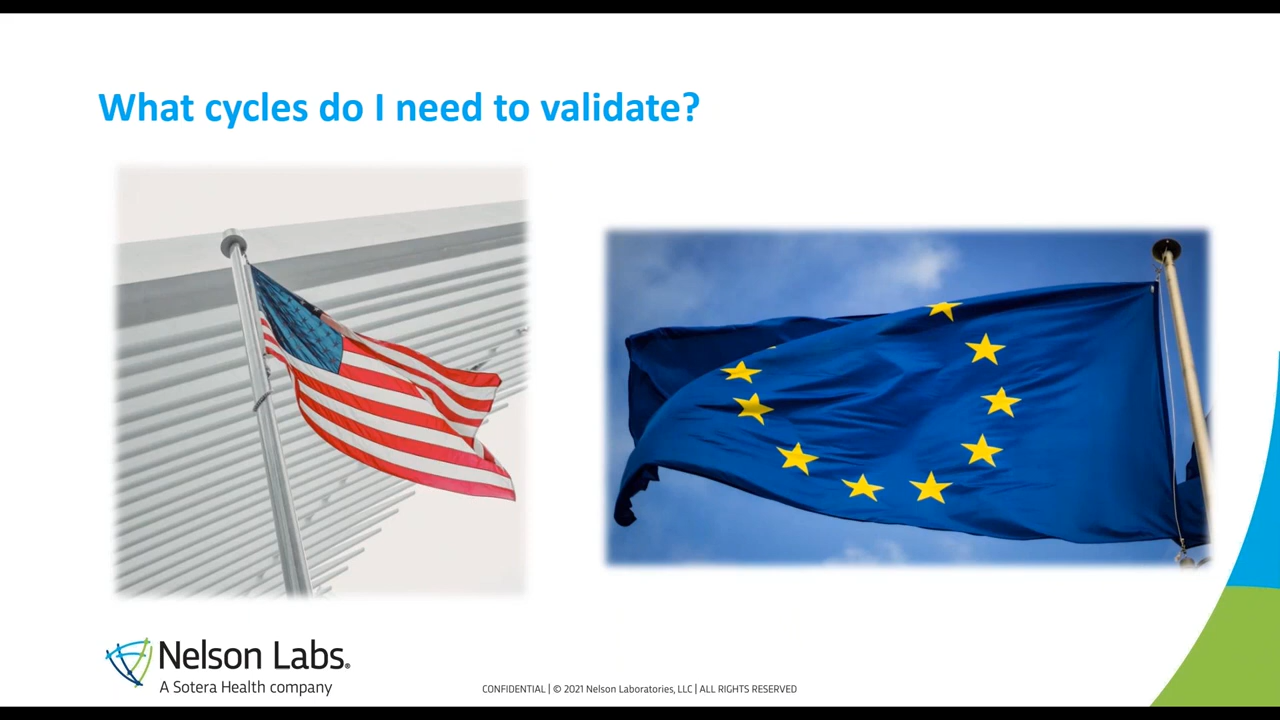 What cycles do I need to validate?
Nelson Labs®
A Sotera Health company
CONFIDENTIAL | © 2021 Nelson Laboratories, LLC | ALL RIGHTS RESERVED